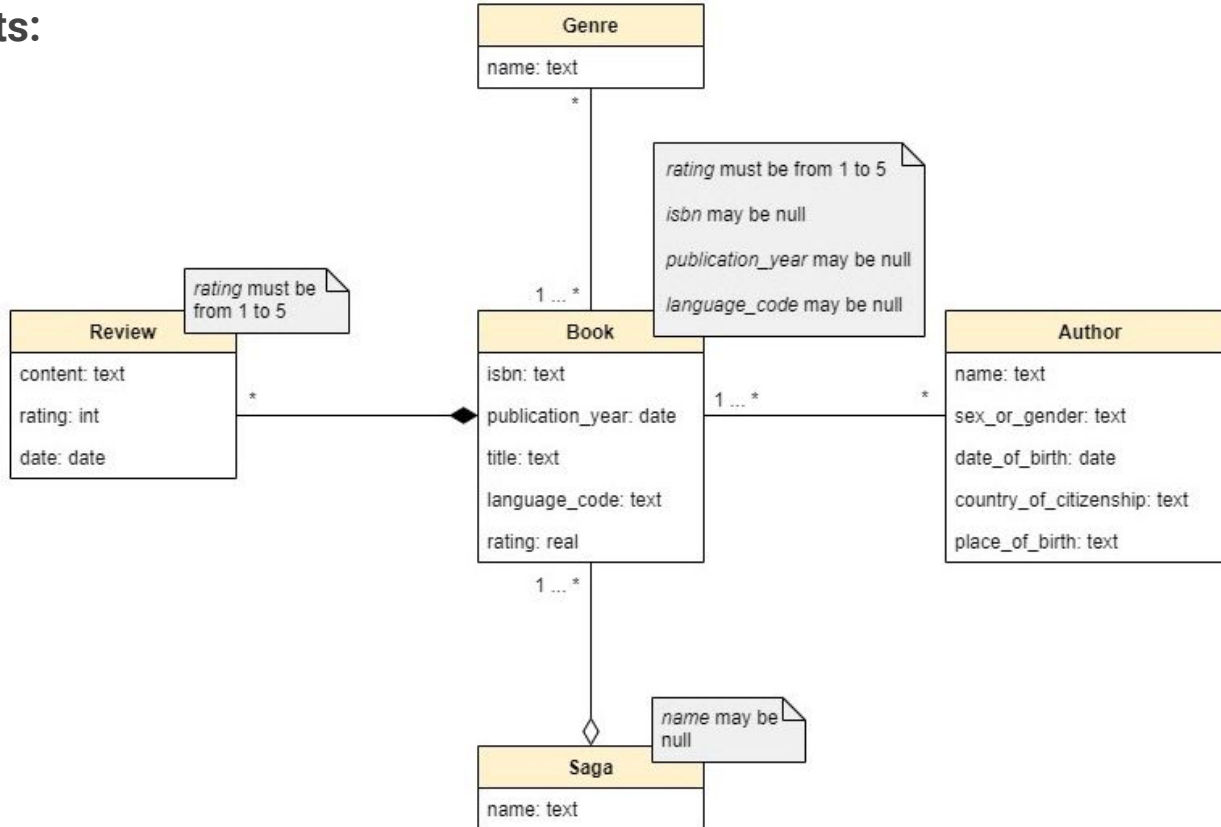 ts:
Genre
name: text
*
rating must be from 1 to 5
isbn may be null
publication_year may be null
language_code may be null
1 ... *
rating must be
from 1 to 5
Review
content: text
rating: int
date: date
*
Book
isbn: text
publication_year: date
title: text
language_code: text
rating: real
1 ... *
*
Author
name: text
sex_or_gender: text
date_of_birth: date
country_of_citizenship: text
place_of_birth: text
1 ... *
name may be
null
Saga
name: text